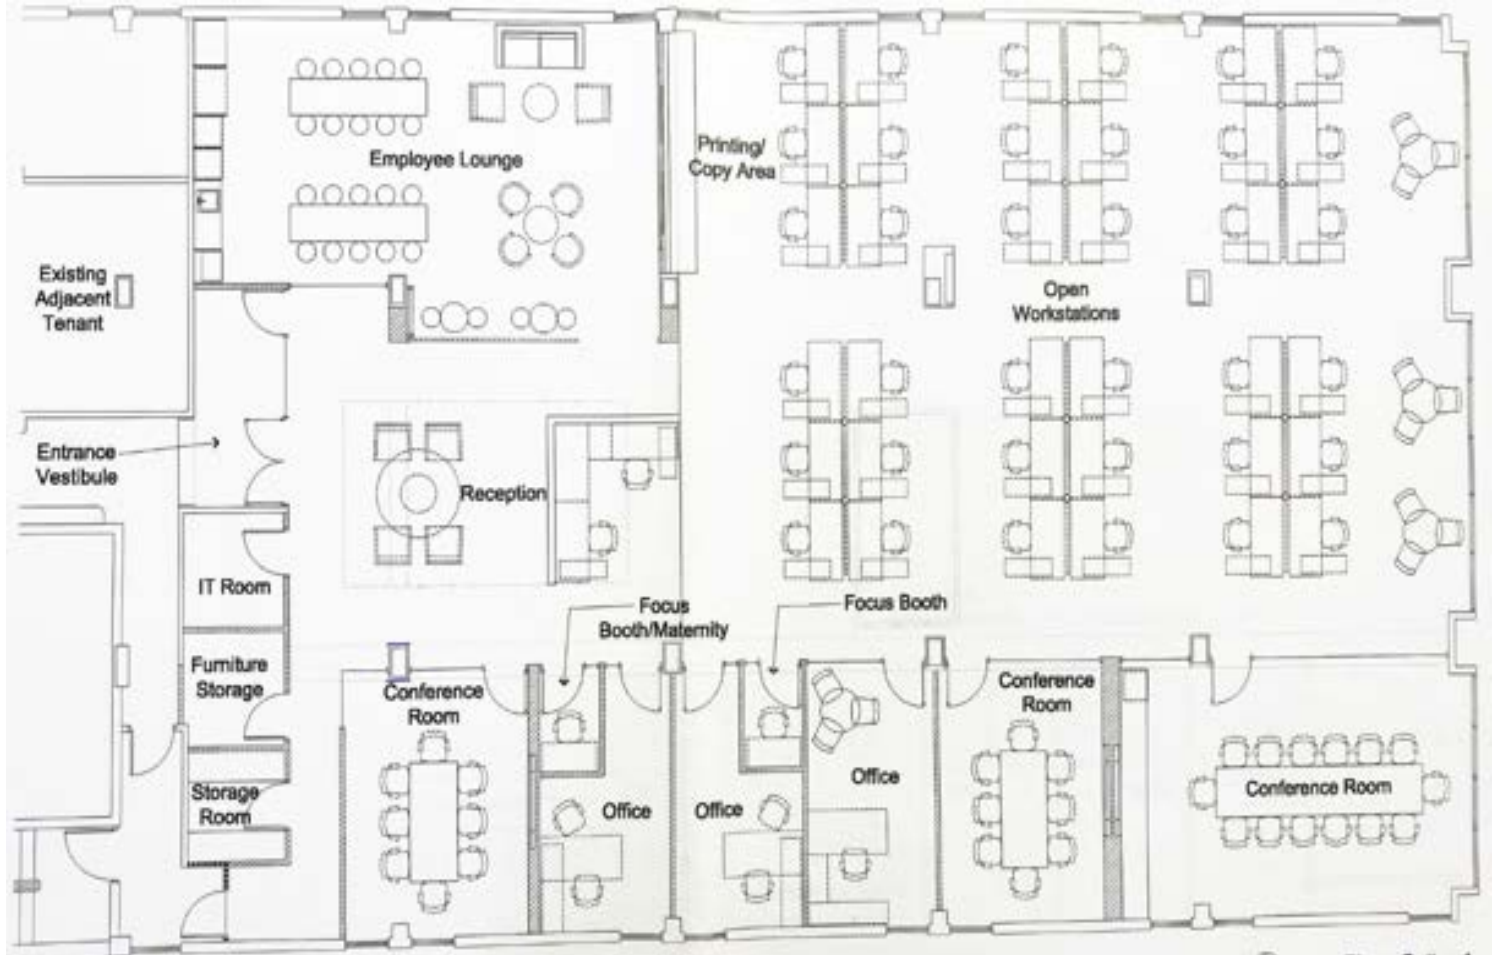 Employee Lounge
Printing/
Copy Area
Existing
Adjacent
Tenant
Open
Workstations
Entrance
Vestibule
Reception
IT Room
Focus
Booth/Maternity
Focus Booth
Furniture
Storage
Conference
Room
Conference
Room
Storage
Room
Office
Office
Office
Conference Room